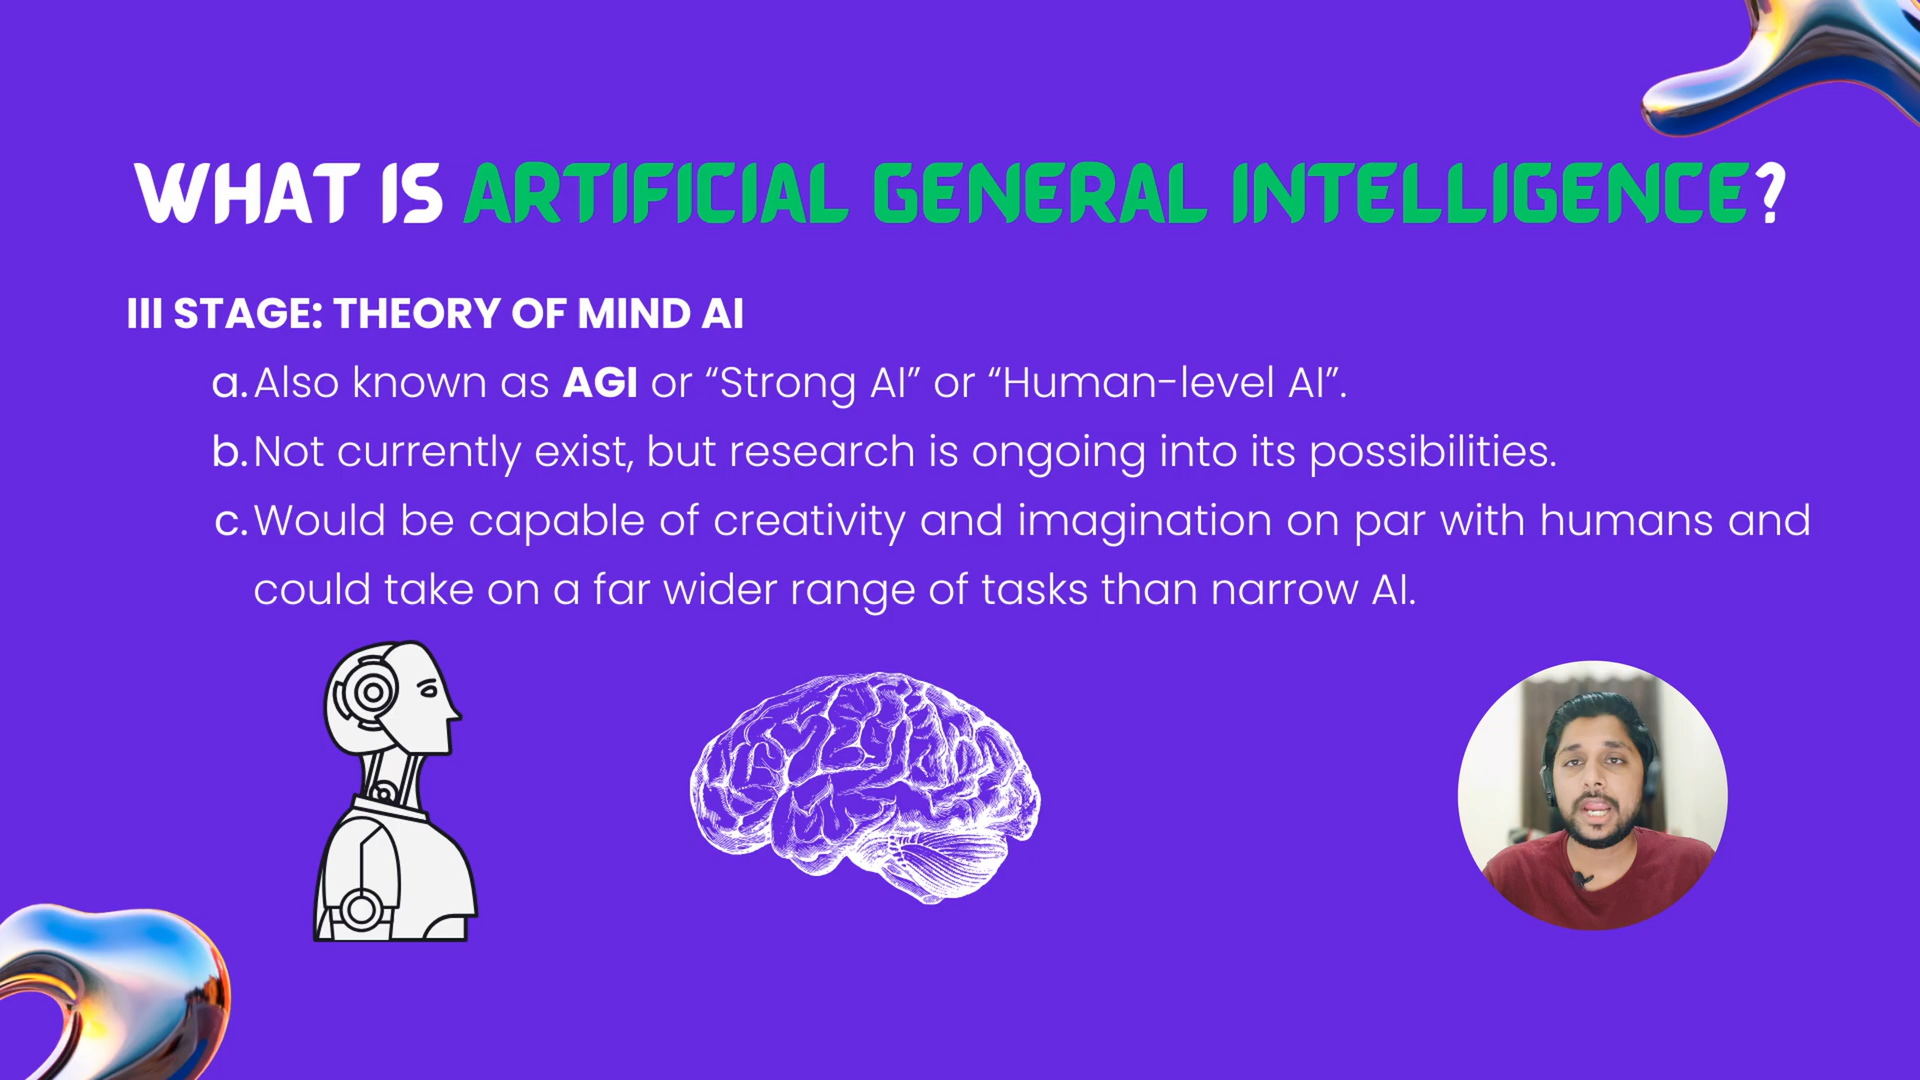 WHAT IS ARTIFICIAL GENERAL INTELLIGENCE?
III STAGE: THEORY OF MIND AI
a. Also known as AGI or “Strong AI” or “Human-level AI”.
b. Not currently exist, but research is ongoing into its possibilities.
c. Would be capable of creativity and imagination on par with humans and
could take on a far wider range of tasks than narrow AI.